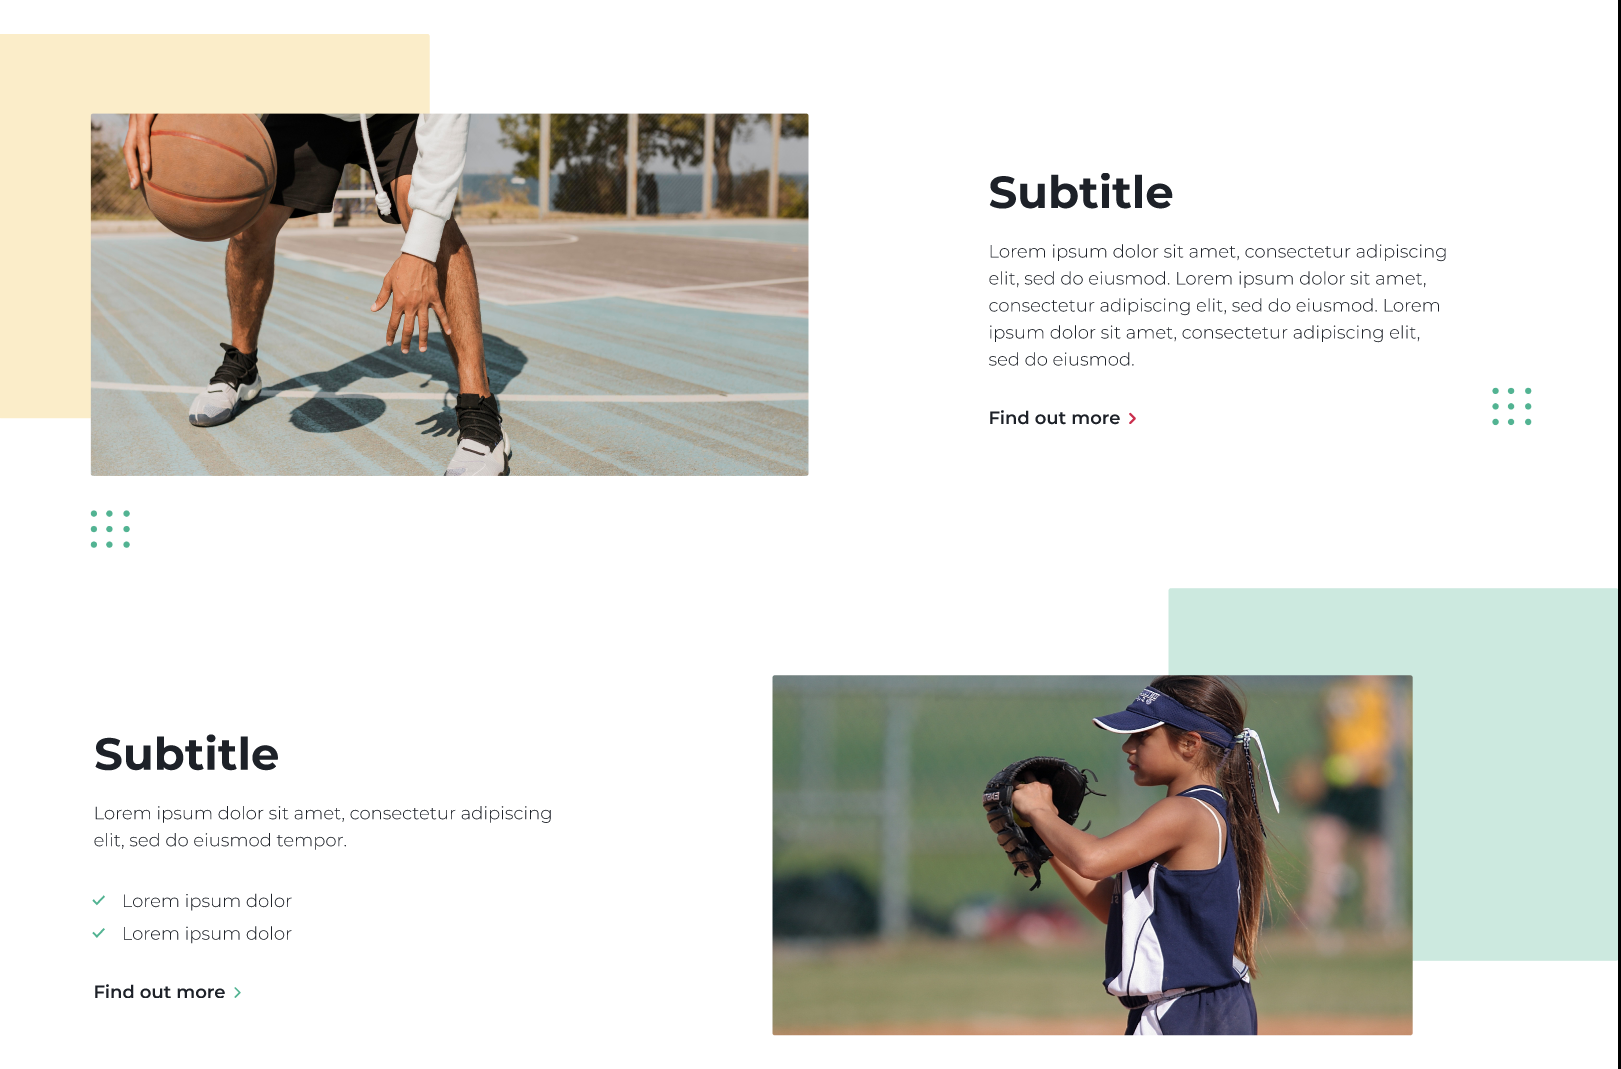 Subtitle
Lorem ipsum dolor sit amet, consectetur adipiscing
elit, sed do eiusmod. Lorem ipsum dolor sit amet,
consectetur adipiscing elit, sed do eiusmod. Lorem
ipsum dolor sit amet, consectetur adipiscing elit,
sed do eiusmod.
Find out more
Subtitle
Lorem ipsum dolor sit amet, consectetur adipiscing
elit, sed do eiusmod tempor.
Lorem ipsum dolor
Lorem ipsum dolor
Find out more